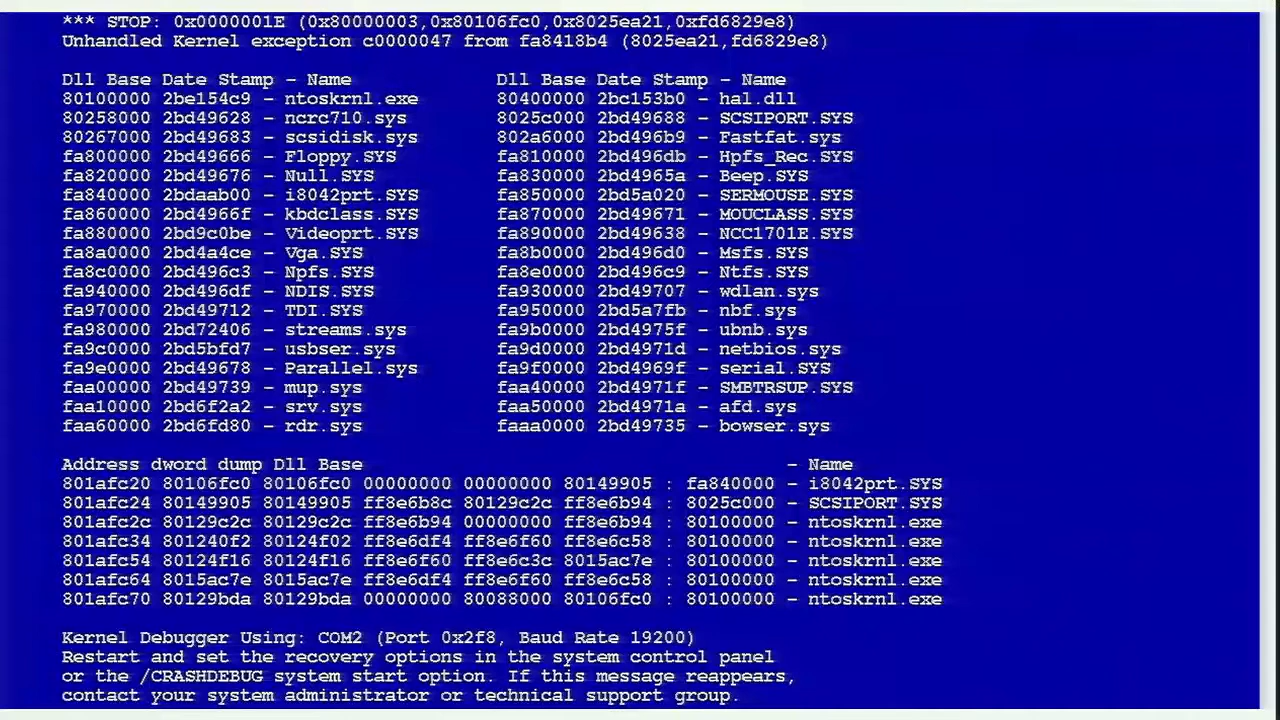 *** STOP: 0x0000001E (0x80000003,0x80106fc0,0x8025ea21,0xfd6829e8)
Unhandled Kernel exception c0000047 from fa8418b4 (8025ea21,fd6829e8)
Dll Base Date Stamp - Name Dll Base Date Stamp - Name
80100000 2be154c9 - ntoskrnl.exe 80400000 2bc153b0 - hal.dll
80258000 2bd49628 - ncrc710.sys 8025c000 2bd49688 - SCSIPORT.SYS
80267000 2bd49683 - scsidisk.sys 802a6000 2bd496b9 - Fastfat.sys
fa800000 2bd49666 - Floppy.SYS fa810000 2bd496db - Hpfs_Rec.SYS
fa820000 2bd49676 - Null.SYS fa830000 2bd4965a - Beep.SYS
fa840000 2bdaab00 - i8042prt.SYS fa850000 2bd5a020 - SERMOUSE.SYS
fa860000 2bd4966f - kbdclass.SYS fa870000 2bd49671 - MOUCLASS.SYS
fa880000 2bd9c0be - Videoprt.SYS fa890000 2bd49638 - NCC1701E.SYS
fa8a0000 2bd4a4ce - Vga.SYS fa8b0000 2bd496d0 - Msfs.SYS
fa8c0000 2bd496c3 - Npfs.SYS fa8e0000 2bd496c9 - Ntfs.SYS
fa940000 2bd496df - NDIS.SYS fa930000 2bd49707 - wdlan.sys
fa970000 2bd49712 - TDI.SYS fa950000 2bd5a7fb - nbf.sys
fa980000 2bd72406 - streams.sys fa9b0000 2bd4975f - ubnb.sys
fa9c0000 2bd5bfd7 - usbser.sys fa9d0000 2bd4971d - netbios.sys
fa9e0000 2bd49678 - Parallel.sys fa9f0000 2bd4969f - serial.SYS
faa00000 2bd49739 - mup.sys faa40000 2bd4971f - SMBTRSUP.SYS
faa10000 2bd6f2a2 - srv.sys faa50000 2bd4971a - afd.sys
faa60000 2bd6fd80 - rdr.sys faaa0000 2bd49735 - bowser.sys
Address dword dump Dll Base - Name
801afc20 80106fc0 80106fc0 00000000 00000000 80149905 : fa840000 - i8042prt.SYS
801afc24 80149905 80149905 ff8e6b8c 80129c2c ff8e6b94 : 8025c000 - SCSIPORT.SYS
801afc2c 80129c2c 80129c2c ff8e6b94 00000000 ff8e6b94 : 80100000 - ntoskrnl.exe
801afc34 801240f2 80124f02 ff8e6df4 ff8e6f60 ff8e6c58 : 80100000 - ntoskrnl.exe
801afc54 80124f16 80124f16 ff8e6f60 ff8e6c3c 8015ac7e : 80100000 - ntoskrnl.exe
801afc64 8015ac7e 8015ac7e ff8e6df4 ff8e6f60 ff8e6c58 : 80100000 - ntoskrnl.exe
801afc70 80129bda 80129bda 00000000 80088000 80106fc0 : 80100000 - ntoskrnl.exe
Kernel Debugger Using: COM2 (Port 0x2f8, Baud Rate 19200)
Restart and set the recovery options in the system control panel
or the /CRASHDEBUG system start option. If this message reappears,
contact your system administrator or technical support group.